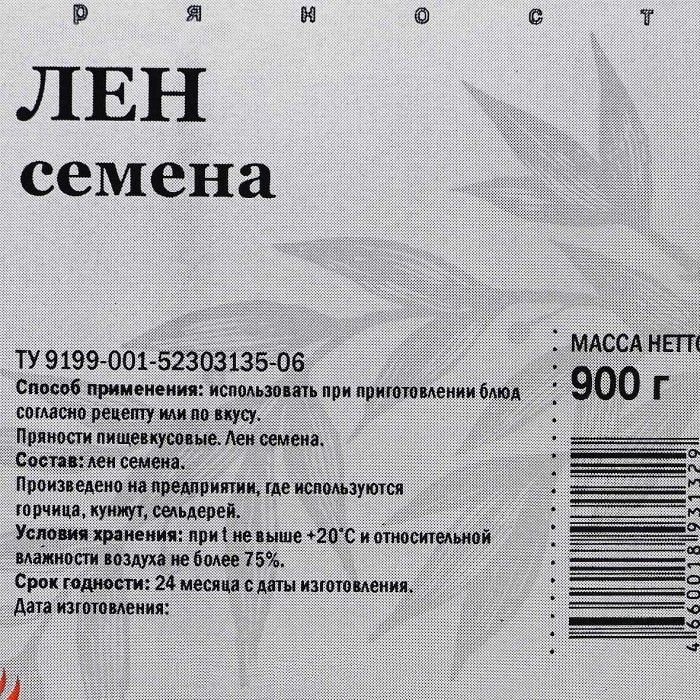 Р Я Н О С Т
ЛЕН
семена
ТУ 9199-001-52303135-06
Способ применения: использовать при приготовлении блюд
согласно рецепту или по вкусу.
Пряности пищевкусовые. Лен семена.
Состав: лен семена.
Произведено на предприятии, где используются
горчица, кунжут, сельдерей.
Условия хранения: при t не выше +20°С и относительной
влажности воздуха не более 75%.
Срок годности: 24 месяца с даты изготовления.
Дата изготовления:
МАССА НЕТТО
900 г
4660018931329